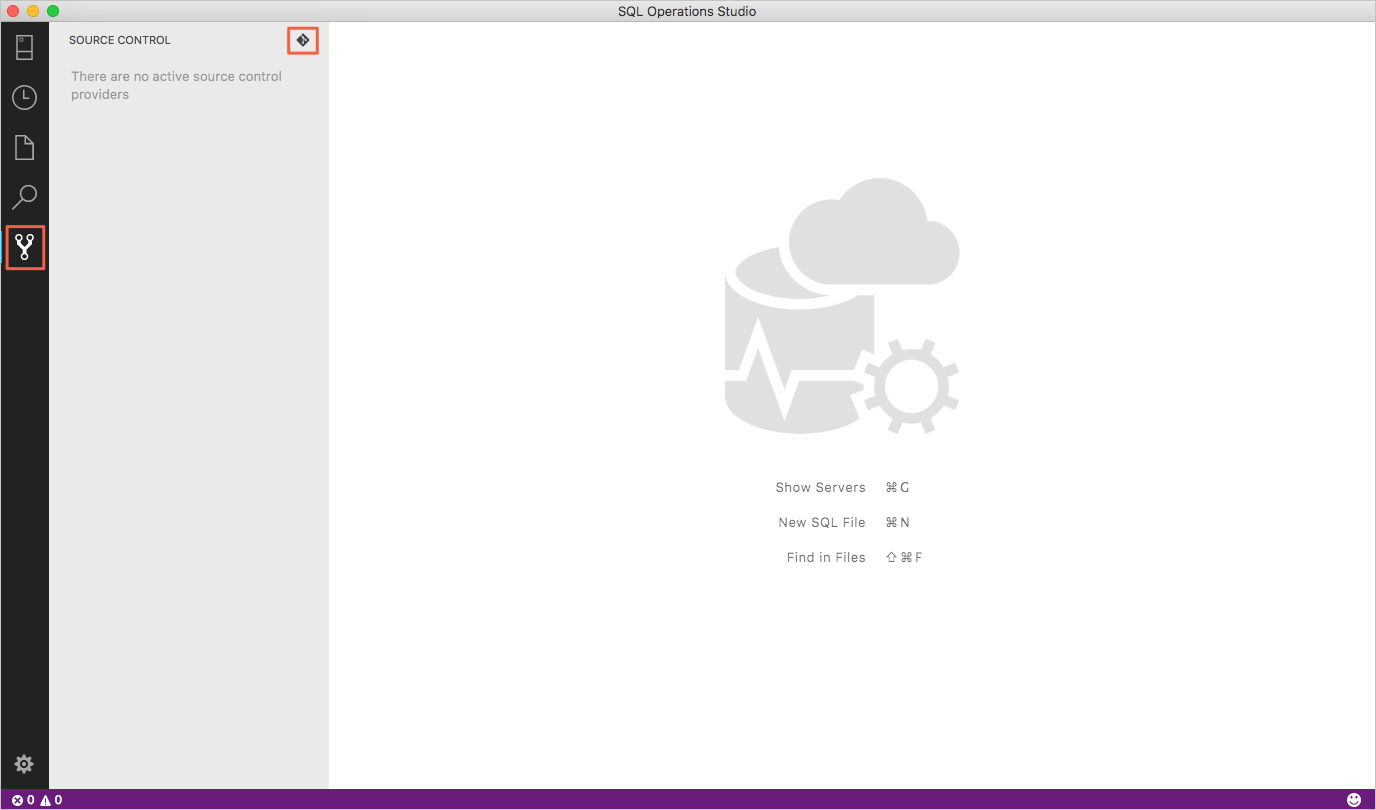 SQL Operations Studio
SOURCE CONTROL
There are no active source control
providers
Show Servers ⌘G
New SQL File ⌘N
Find in Files ⇧⌘F
0 0